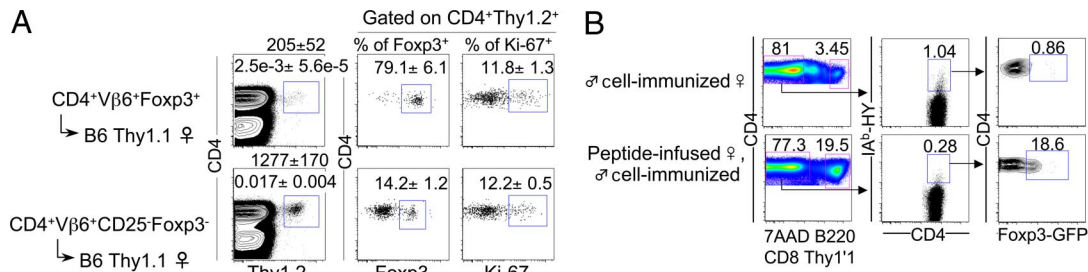 A
Gated on CD4⁺Thy1.2⁺
205±52
% of Foxp3⁺
% of Ki-67⁺
2.5e-3± 5.6e-5
79.1± 6.1
11.8± 1.3
CD4⁺Vβ6⁺Foxp3⁺
B6 Thy1.1 ♀
CD4
CD4
1277±170
0.017± 0.004
14.2± 1.2
12.2± 0.5
CD4⁺Vβ6⁺CD25⁻Foxp3⁻
B6 Thy1.1 ♀
Thy1.2
Foxp3
Ki-67
B
81
3.45
1.04
0.86
♂ cell-immunized ♀
CD4
IAᵇ-HY
CD4
Peptide-infused ♀,
♂ cell-immunized
77.3
19.5
0.28
18.6
7AAD B220
CD8 Thy1'1
CD4
Foxp3-GFP